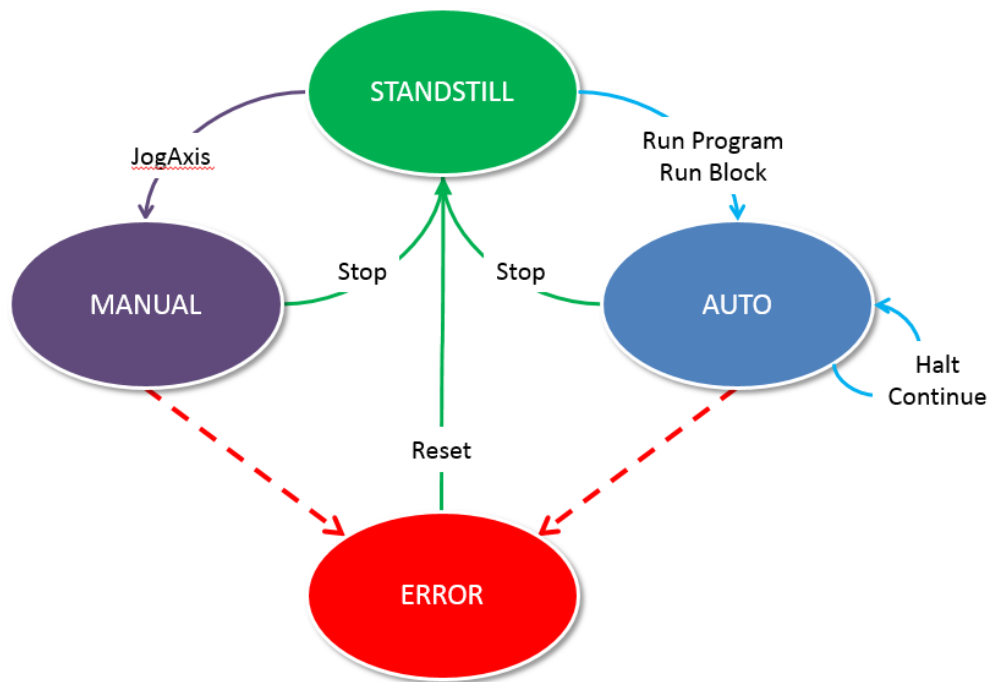 STANDSTILL
JogAxis
Run Program
Run Block
MANUAL
Stop
Stop
AUTO
Halt
Continue
Reset
ERROR